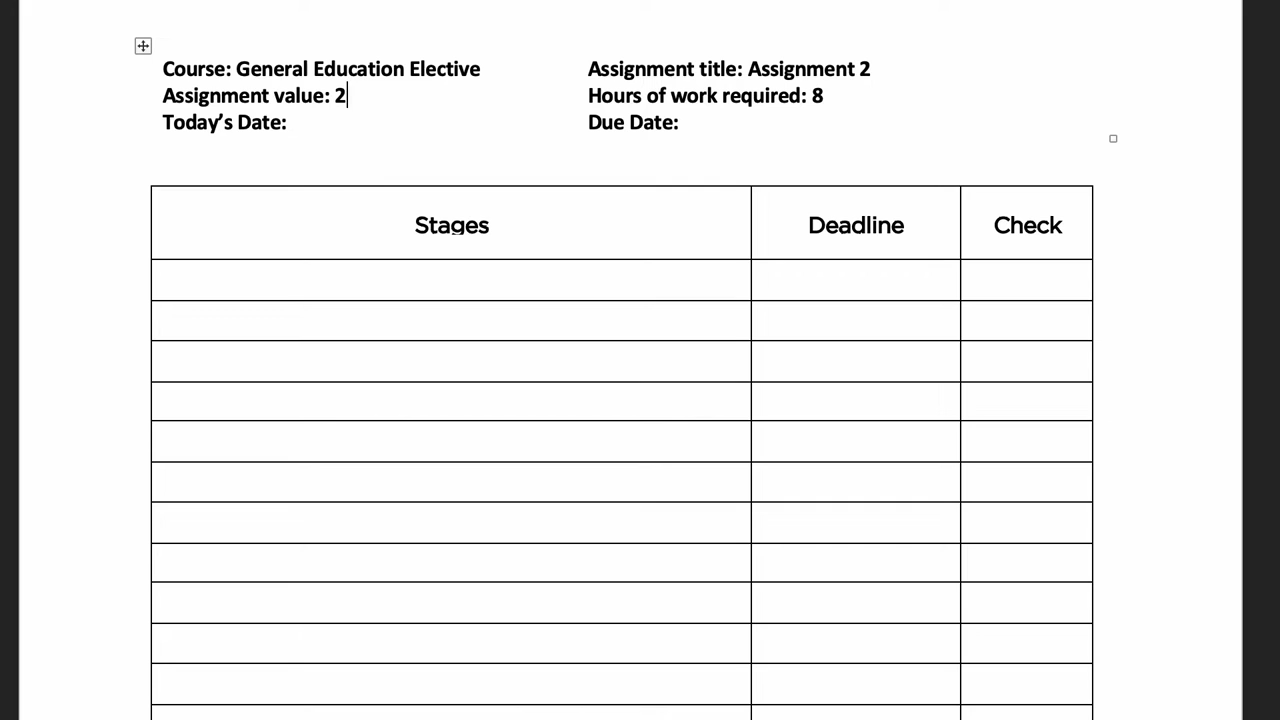 Course: General Education Elective
Assignment title: Assignment 2
Assignment value: 2
Hours of work required: 8
Today’s Date:
Due Date:
Stages
Deadline
Check